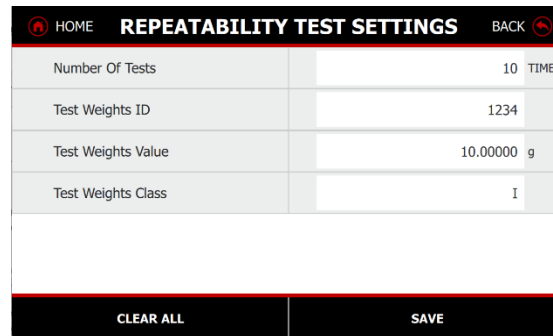 HOME REPEATABILITY TEST SETTINGS BACK
Number Of Tests 10 TIME
Test Weights ID 1234
Test Weights Value 10.00000 g
Test Weights Class I
CLEAR ALL SAVE